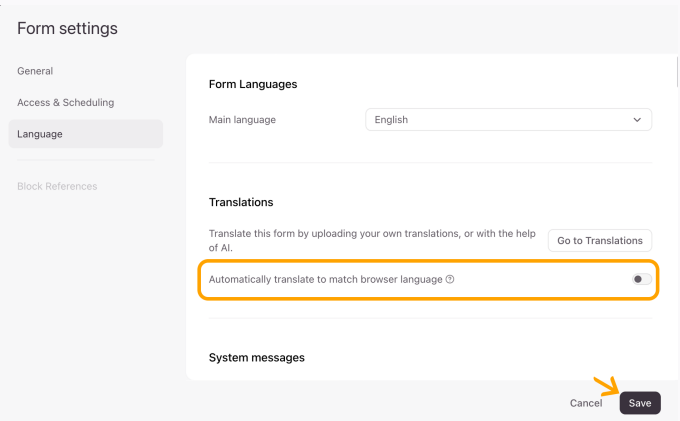 Form settings
General
Access & Scheduling
Language
Block References
Form Languages
Main language
English
Translations
Translate this form by uploading your own translations, or with the help
of AI.
Go to Translations
Automatically translate to match browser language ?
System messages
Cancel
Save